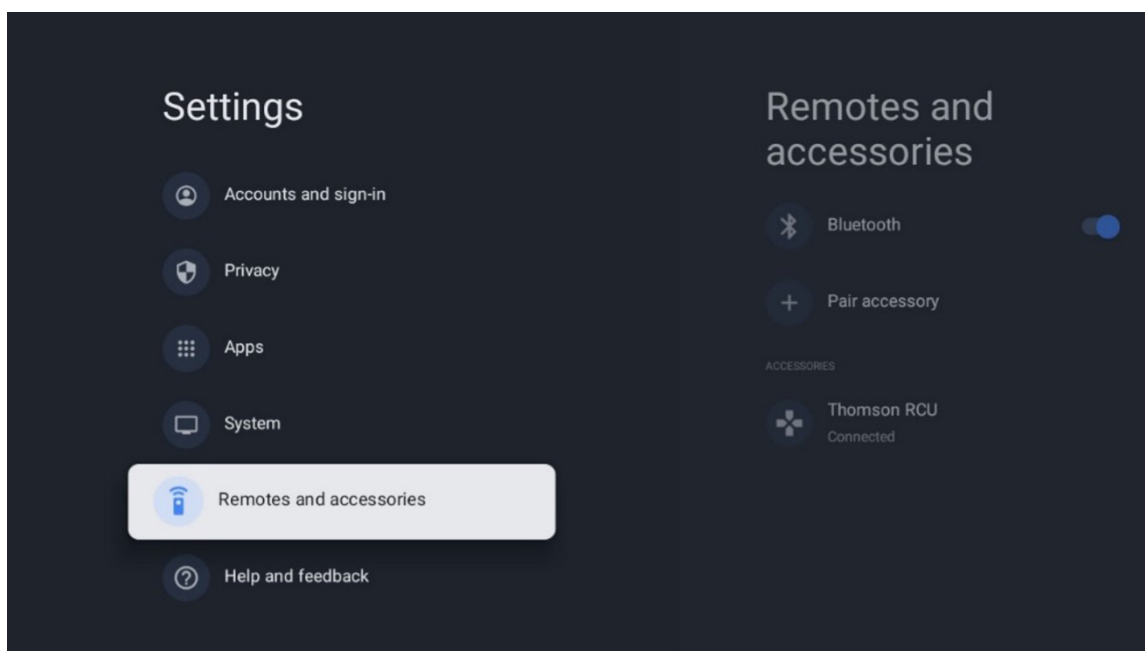 Settings
Accounts and sign-in
Privacy
Apps
System
Remotes and accessories
Help and feedback
Remotes and
accessories
Bluetooth
Pair accessory
ACCESSORIES
Thomson RCU
Connected